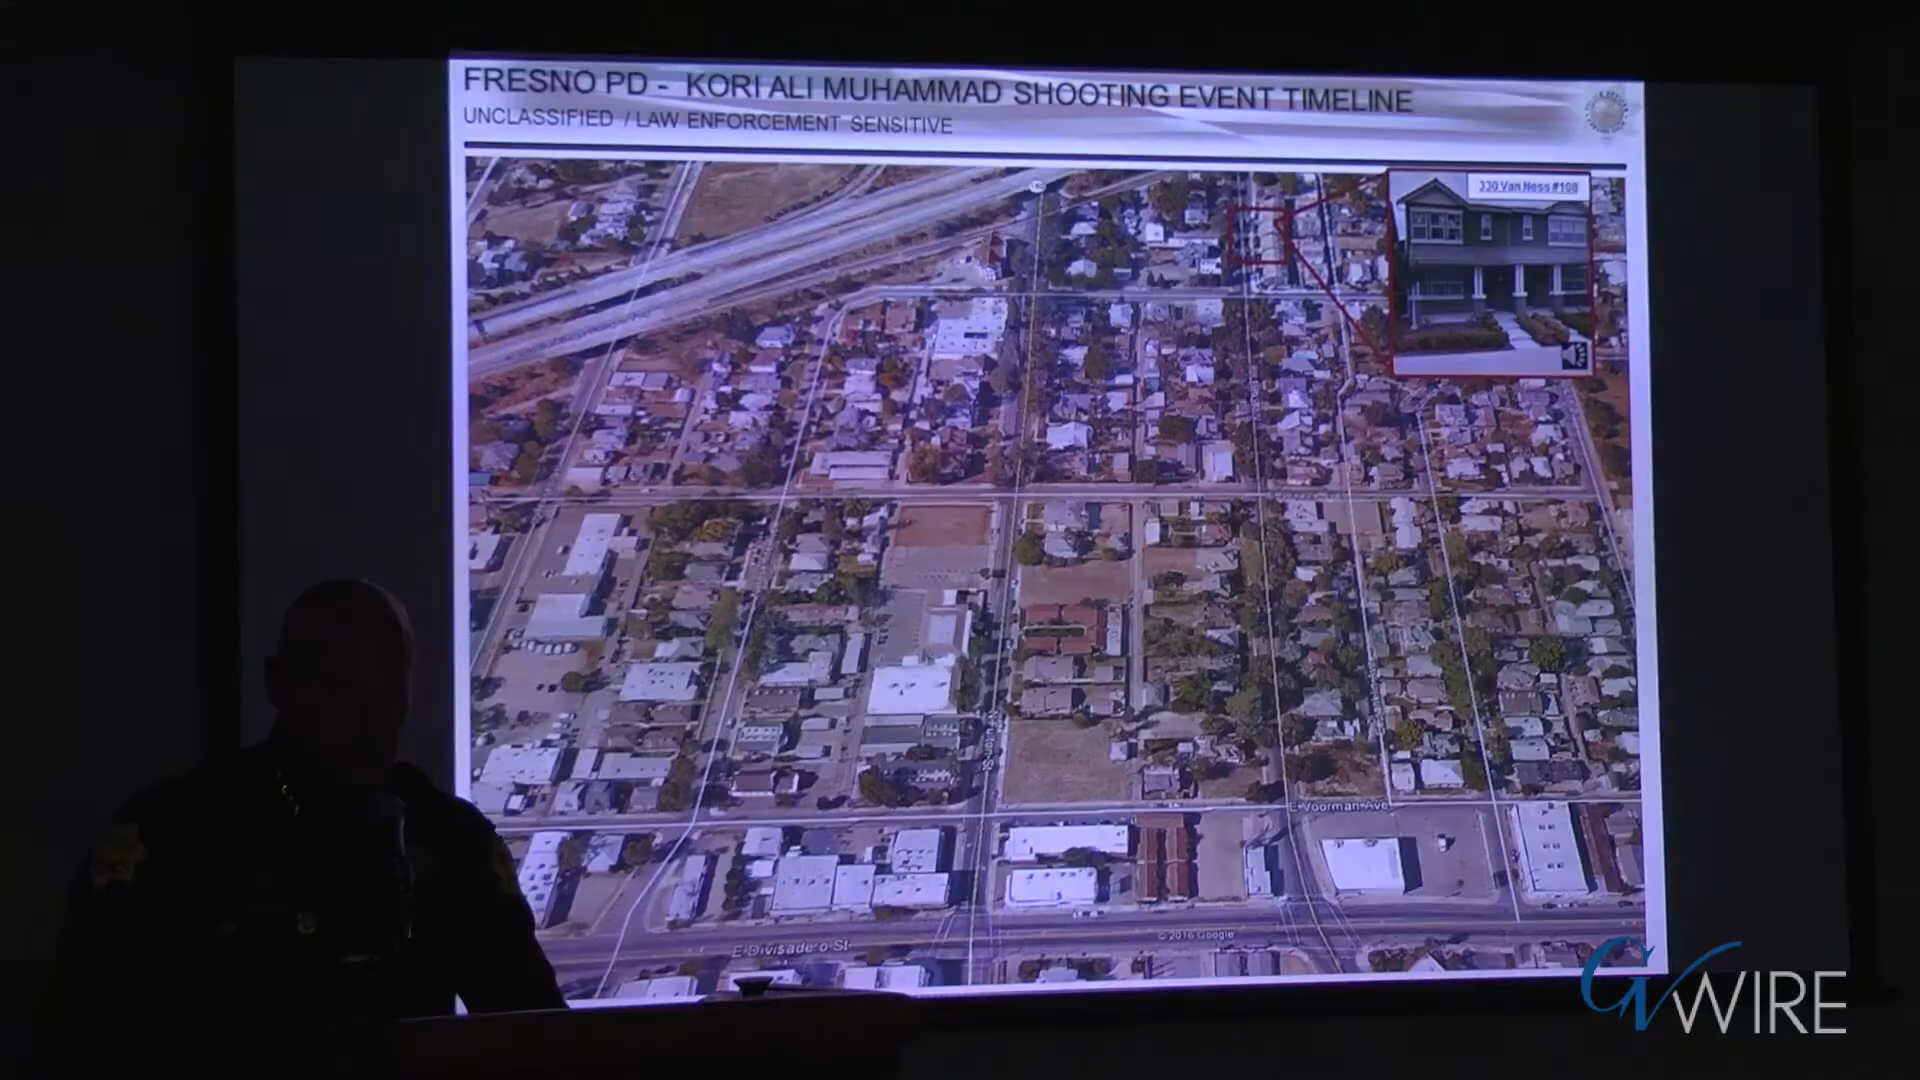 FRESNO PD - KORI ALI MUHAMMAD SHOOTING EVENT TIMELINE
UNCLASSIFIED / LAW ENFORCEMENT SENSITIVE
330 Van Ness #108
E Voorman Ave
E Divisadero St
© 2016 Google
GV WIRE